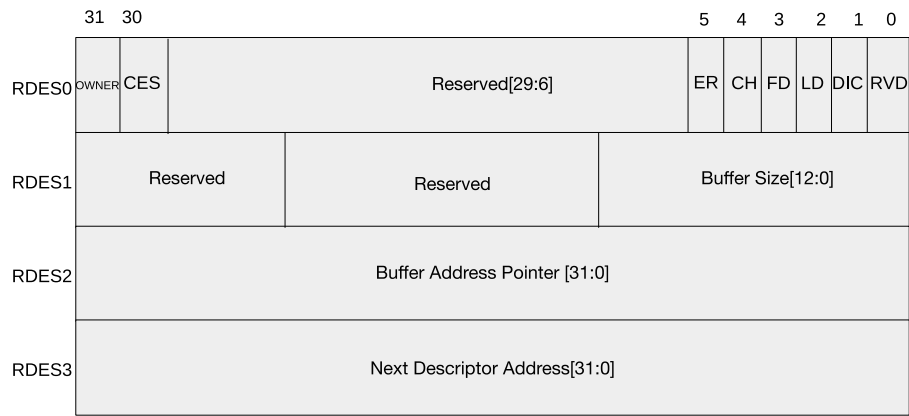 31 30 5 4 3 2 1 0
RDES0 OWNER CES Reserved[29:6] ER CH FD LD DIC RVD
RDES1 Reserved Reserved Buffer Size[12:0]
RDES2 Buffer Address Pointer [31:0]
RDES3 Next Descriptor Address[31:0]